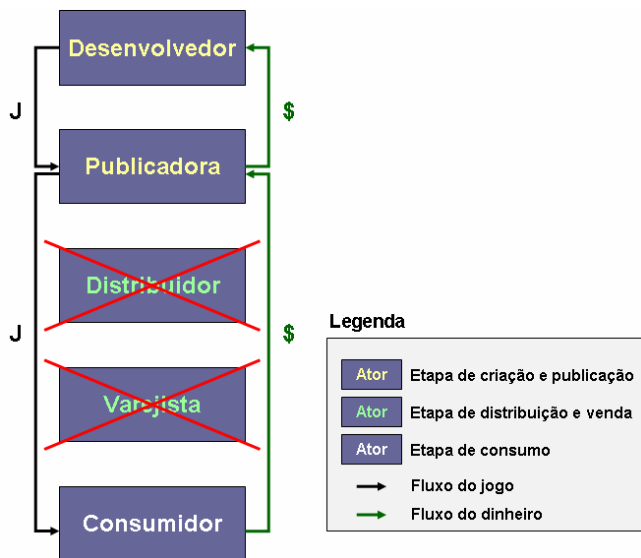 Desenvolvedor
J
$
Publicadora
Distribuidor
J
$
Varejista
Consumidor
Legenda
Ator Etapa de criação e publicação
Ator Etapa de distribuição e venda
Ator Etapa de consumo
Fluxo do jogo
Fluxo do dinheiro